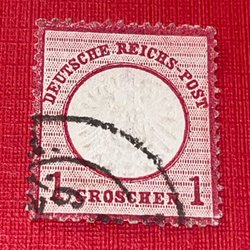 DEUTSCHE REICHS-POST
1 GROSCHEN 1